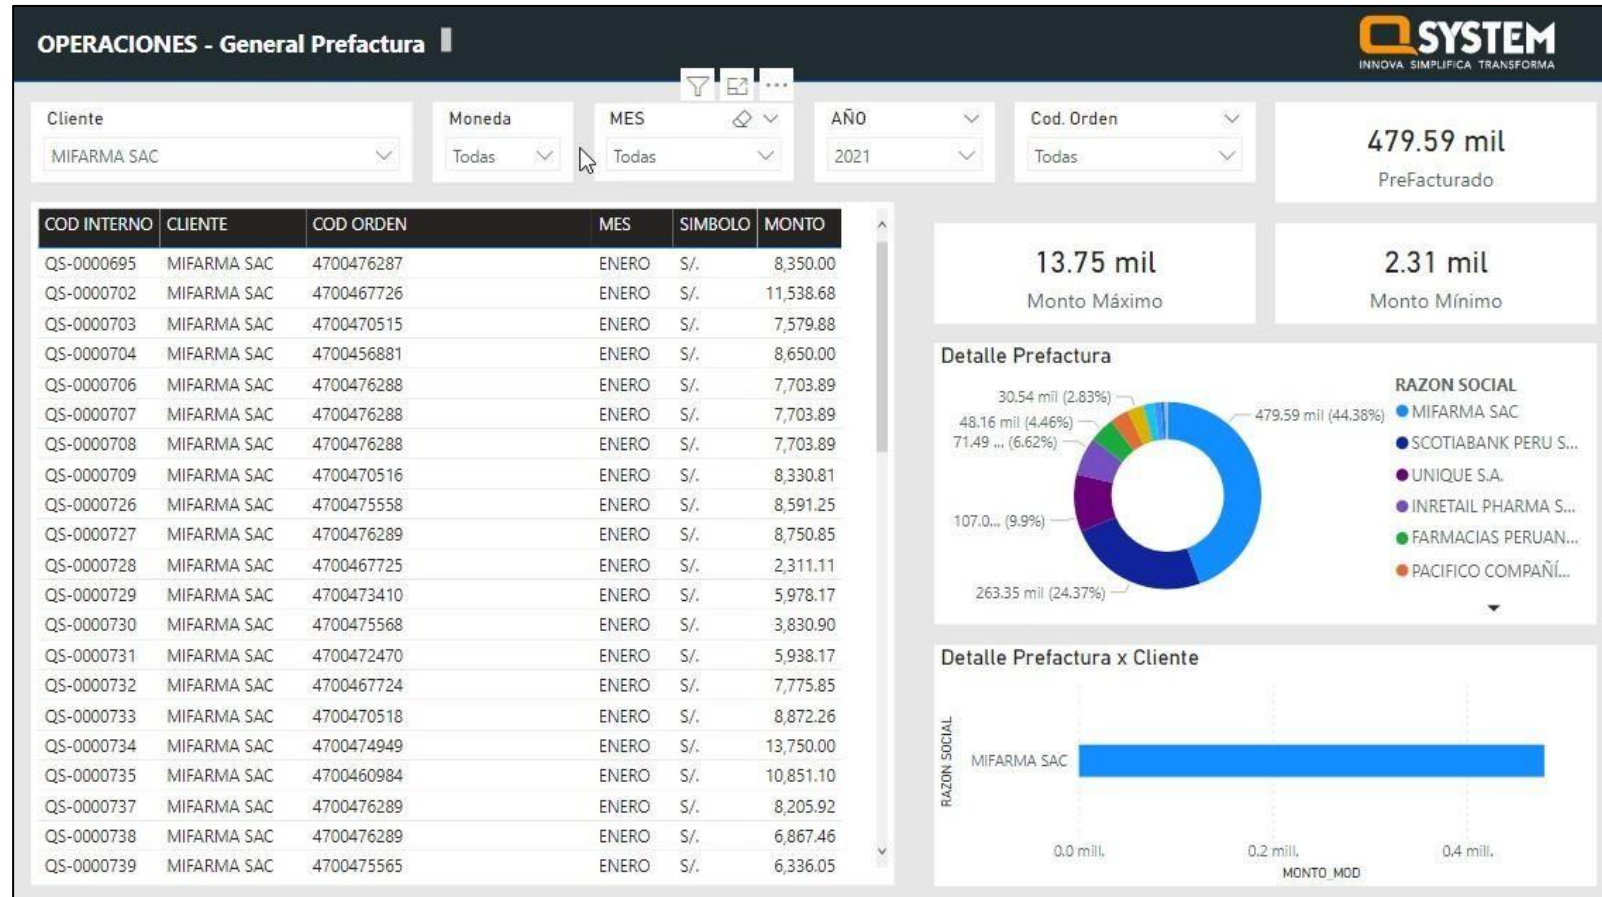 OPERACIONES - General Prefactura
QSYSTEM
INNOVA SIMPLIFICA TRANSFORMA
Cliente
MIFARMA SAC
Moneda
Todas
MES
Todas
AÑO
2021
Cod. Orden
Todas
479.59 mil
PreFacturado
COD INTERNO CLIENTE COD ORDEN MES SIMBOLO MONTO
QS-0000695 MIFARMA SAC 4700476287 ENERO S/. 8,350.00
QS-0000702 MIFARMA SAC 4700467726 ENERO S/. 11,538.68
QS-0000703 MIFARMA SAC 4700470515 ENERO S/. 7,579.88
QS-0000704 MIFARMA SAC 4700456881 ENERO S/. 8,650.00
QS-0000706 MIFARMA SAC 4700476288 ENERO S/. 7,703.89
QS-0000707 MIFARMA SAC 4700476288 ENERO S/. 7,703.89
QS-0000708 MIFARMA SAC 4700476288 ENERO S/. 7,703.89
QS-0000709 MIFARMA SAC 4700470516 ENERO S/. 8,330.81
QS-0000726 MIFARMA SAC 4700475558 ENERO S/. 8,591.25
QS-0000727 MIFARMA SAC 4700476289 ENERO S/. 8,750.85
QS-0000728 MIFARMA SAC 4700467725 ENERO S/. 2,311.11
QS-0000729 MIFARMA SAC 4700473410 ENERO S/. 5,978.17
QS-0000730 MIFARMA SAC 4700475568 ENERO S/. 3,830.90
QS-0000731 MIFARMA SAC 4700472470 ENERO S/. 5,938.17
QS-0000732 MIFARMA SAC 4700467724 ENERO S/. 7,775.85
QS-0000733 MIFARMA SAC 4700470518 ENERO S/. 8,872.26
QS-0000734 MIFARMA SAC 4700474949 ENERO S/. 13,750.00
QS-0000735 MIFARMA SAC 4700460984 ENERO S/. 10,851.10
QS-0000737 MIFARMA SAC 4700476289 ENERO S/. 8,205.92
QS-0000738 MIFARMA SAC 4700476289 ENERO S/. 6,867.46
QS-0000739 MIFARMA SAC 4700475565 ENERO S/. 6,336.05
13.75 mil
Monto Máximo
2.31 mil
Monto Mínimo
Detalle Prefactura
30.54 mil (2.83%)
48.16 mil (4.46%)
71.49 ... (6.62%)
107.0... (9.9%)
263.35 mil (24.37%)
479.59 mil (44.38%)
RAZON SOCIAL
MIFARMA SAC
SCOTIABANK PERU S...
UNIQUE S.A.
INRETAIL PHARMA S...
FARMACIAS PERUAN...
PACIFICO COMPAÑÍ...
Detalle Prefactura x Cliente
RAZON SOCIAL
MIFARMA SAC
0.0 mill. 0.2 mill. 0.4 mill.
MONTO_MOD